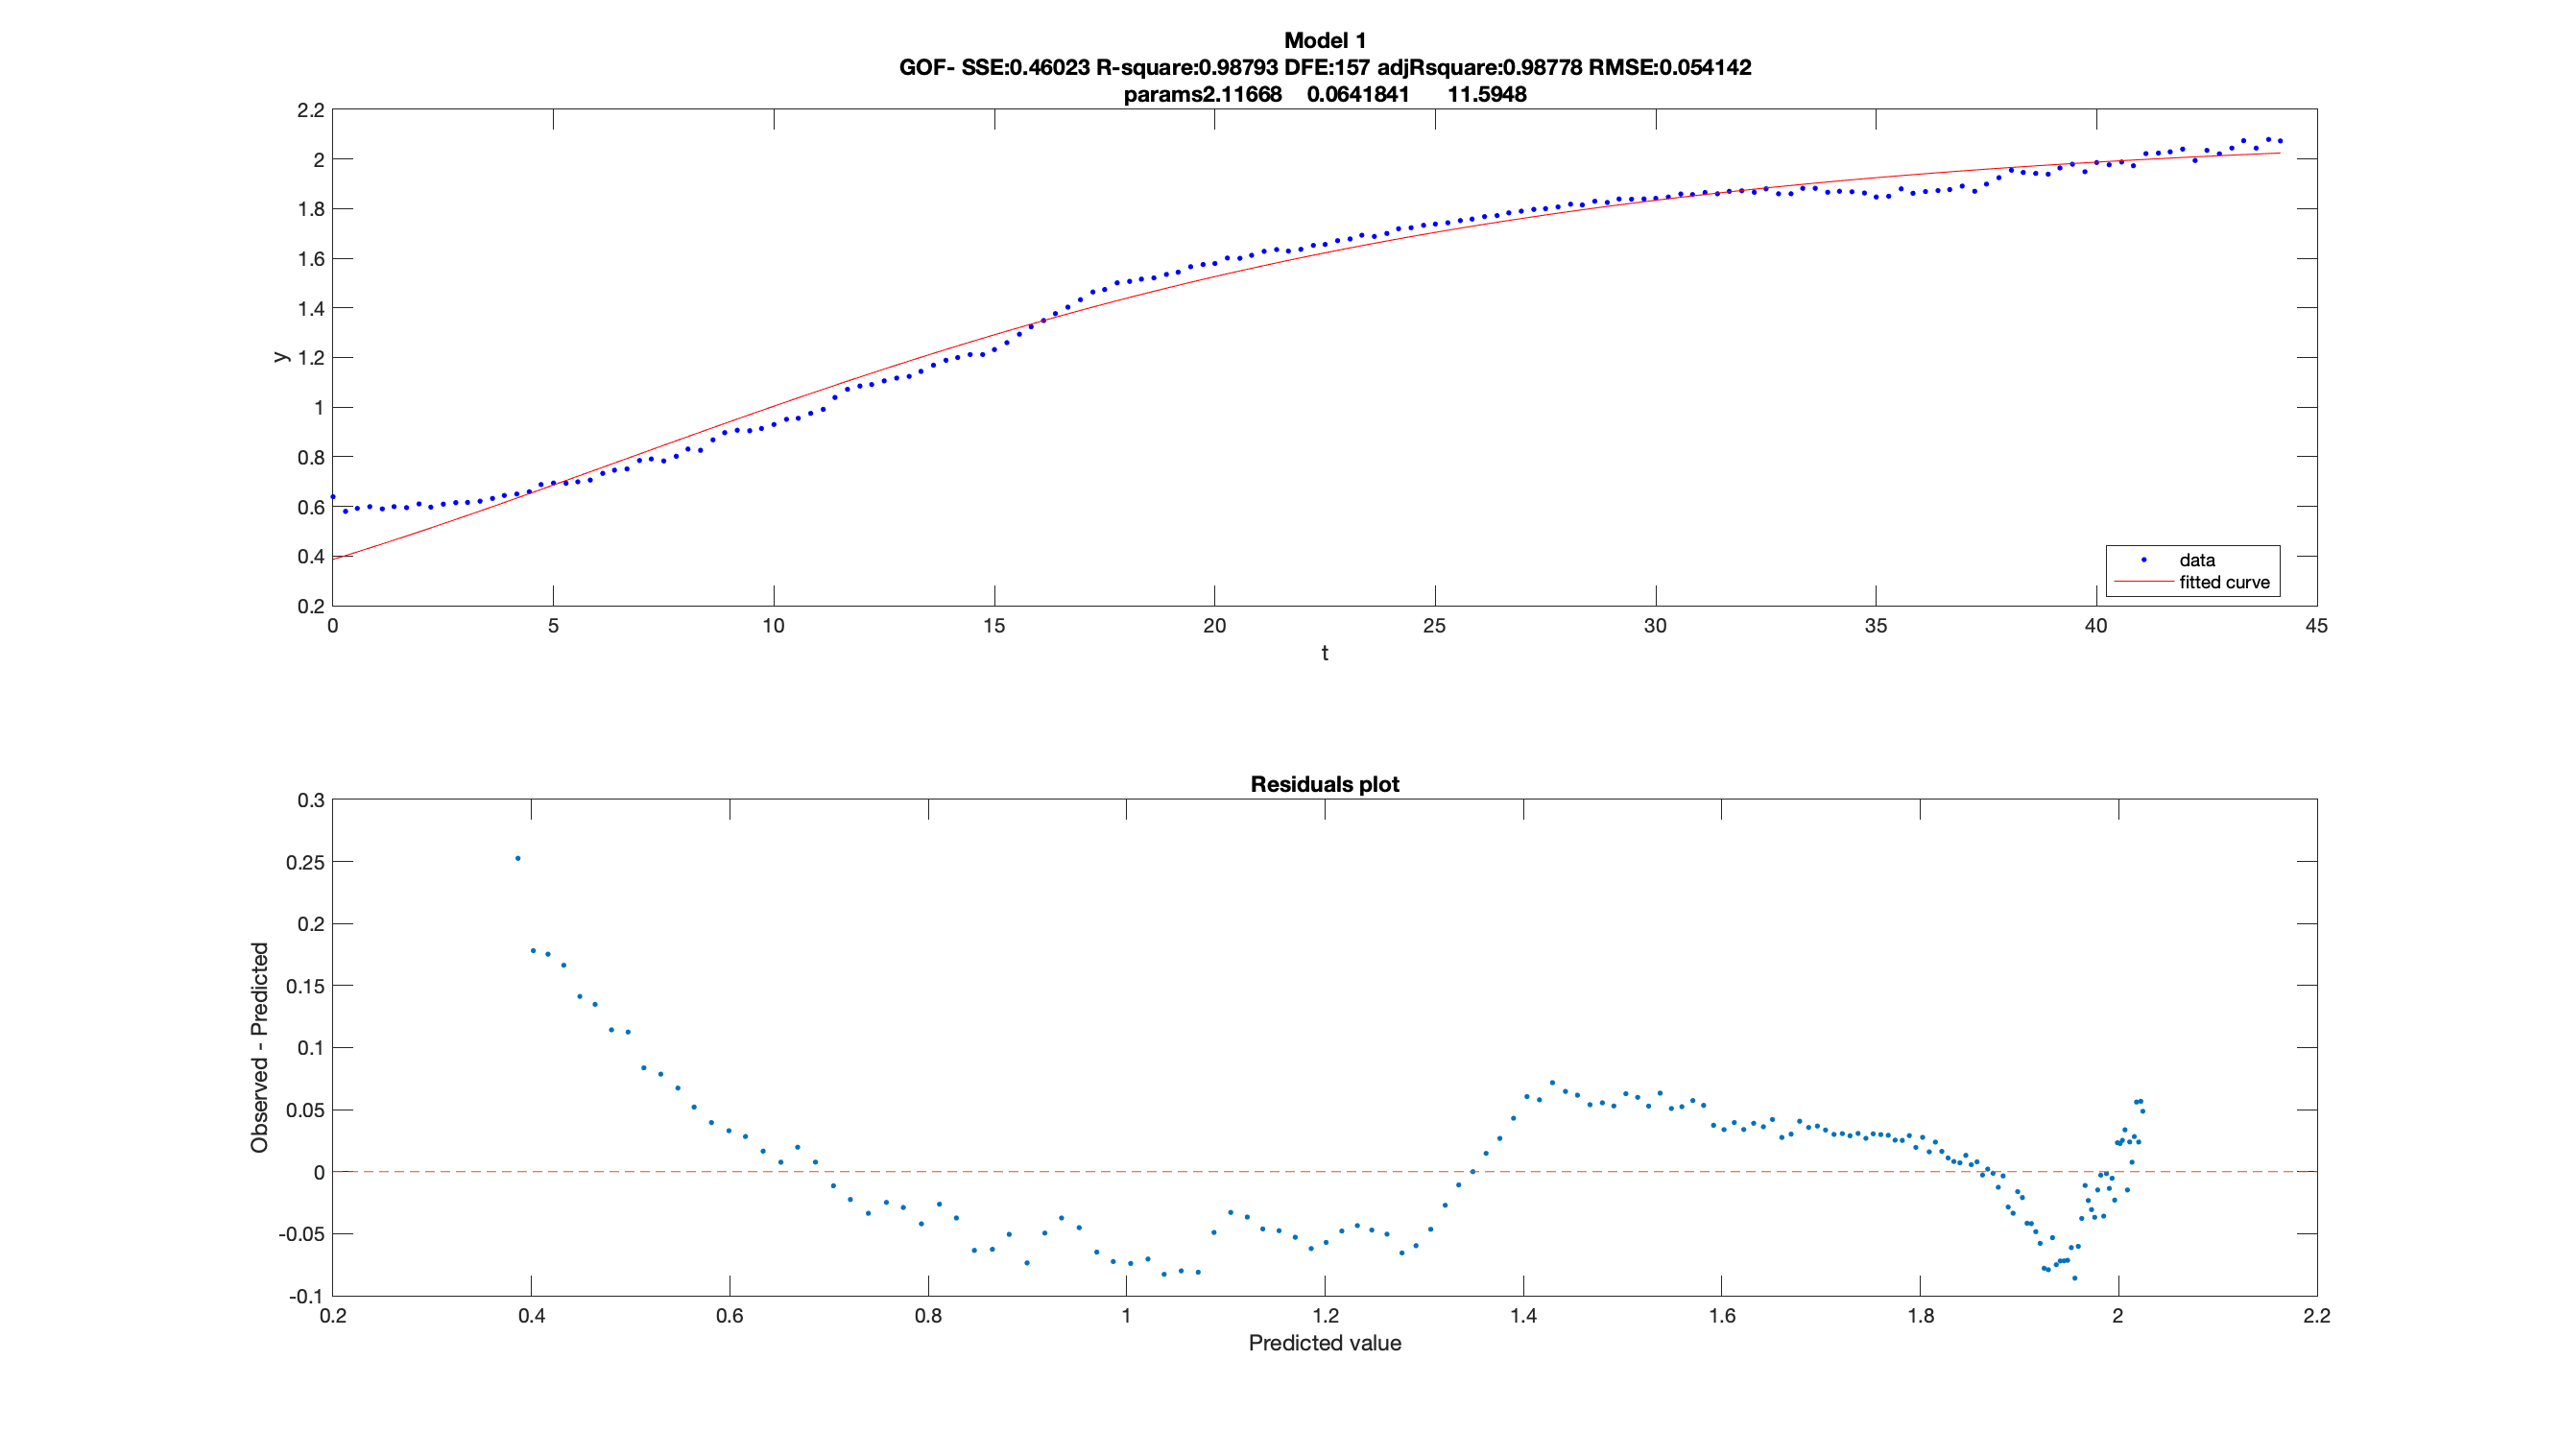 Model 1
GOF- SSE:0.46023 R-square:0.98793 DFE:157 adjRsquare:0.98778 RMSE:0.054142
params2.11668 0.0641841 11.5948
2.2
2
1.8
1.6
1.4
1.2
1
0.8
0.6
0.4
0.2
y
0 5 10 15 20 25 30 35 40 45
t
data
fitted curve
Residuals plot
0.3
0.25
0.2
0.15
0.1
0.05
0
-0.05
-0.1
Observed - Predicted
0.2 0.4 0.6 0.8 1 1.2 1.4 1.6 1.8 2 2.2
Predicted value